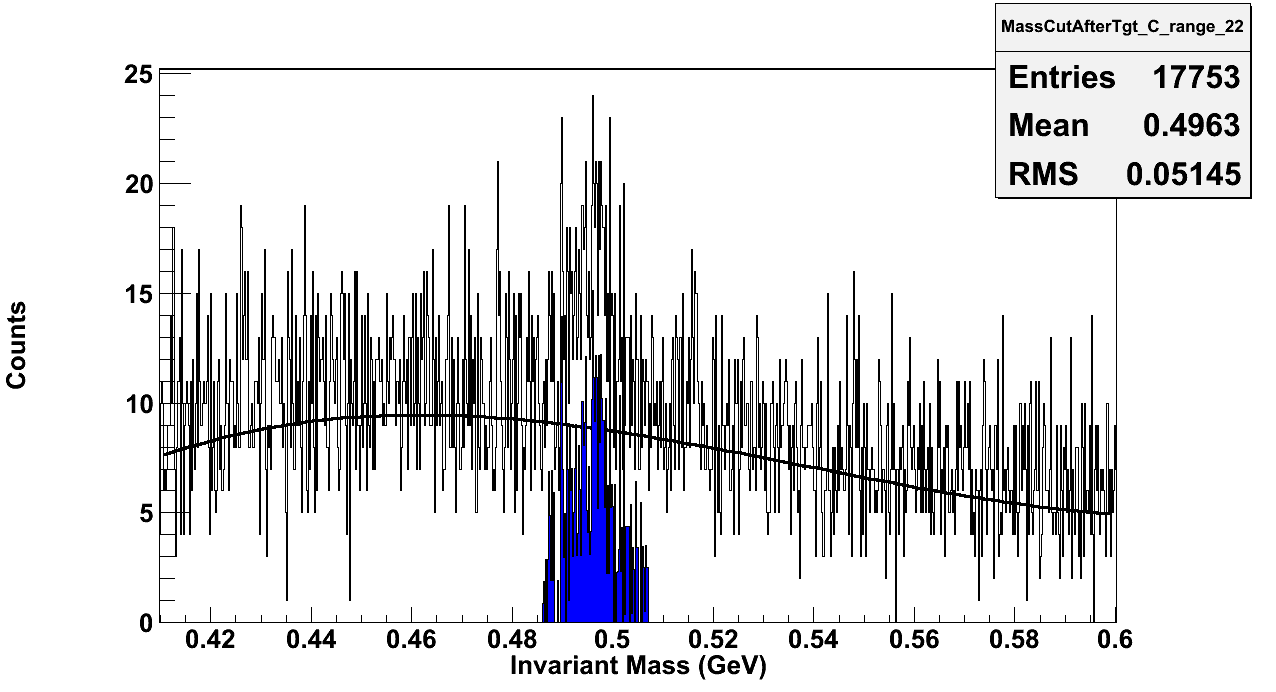 MassCutAfterTgt_C_range_22
Entries 17753
Mean 0.4963
RMS 0.05145
25
20
15
10
5
0
Counts
0.42 0.44 0.46 0.48 0.5 0.52 0.54 0.56 0.58 0.6
Invariant Mass (GeV)